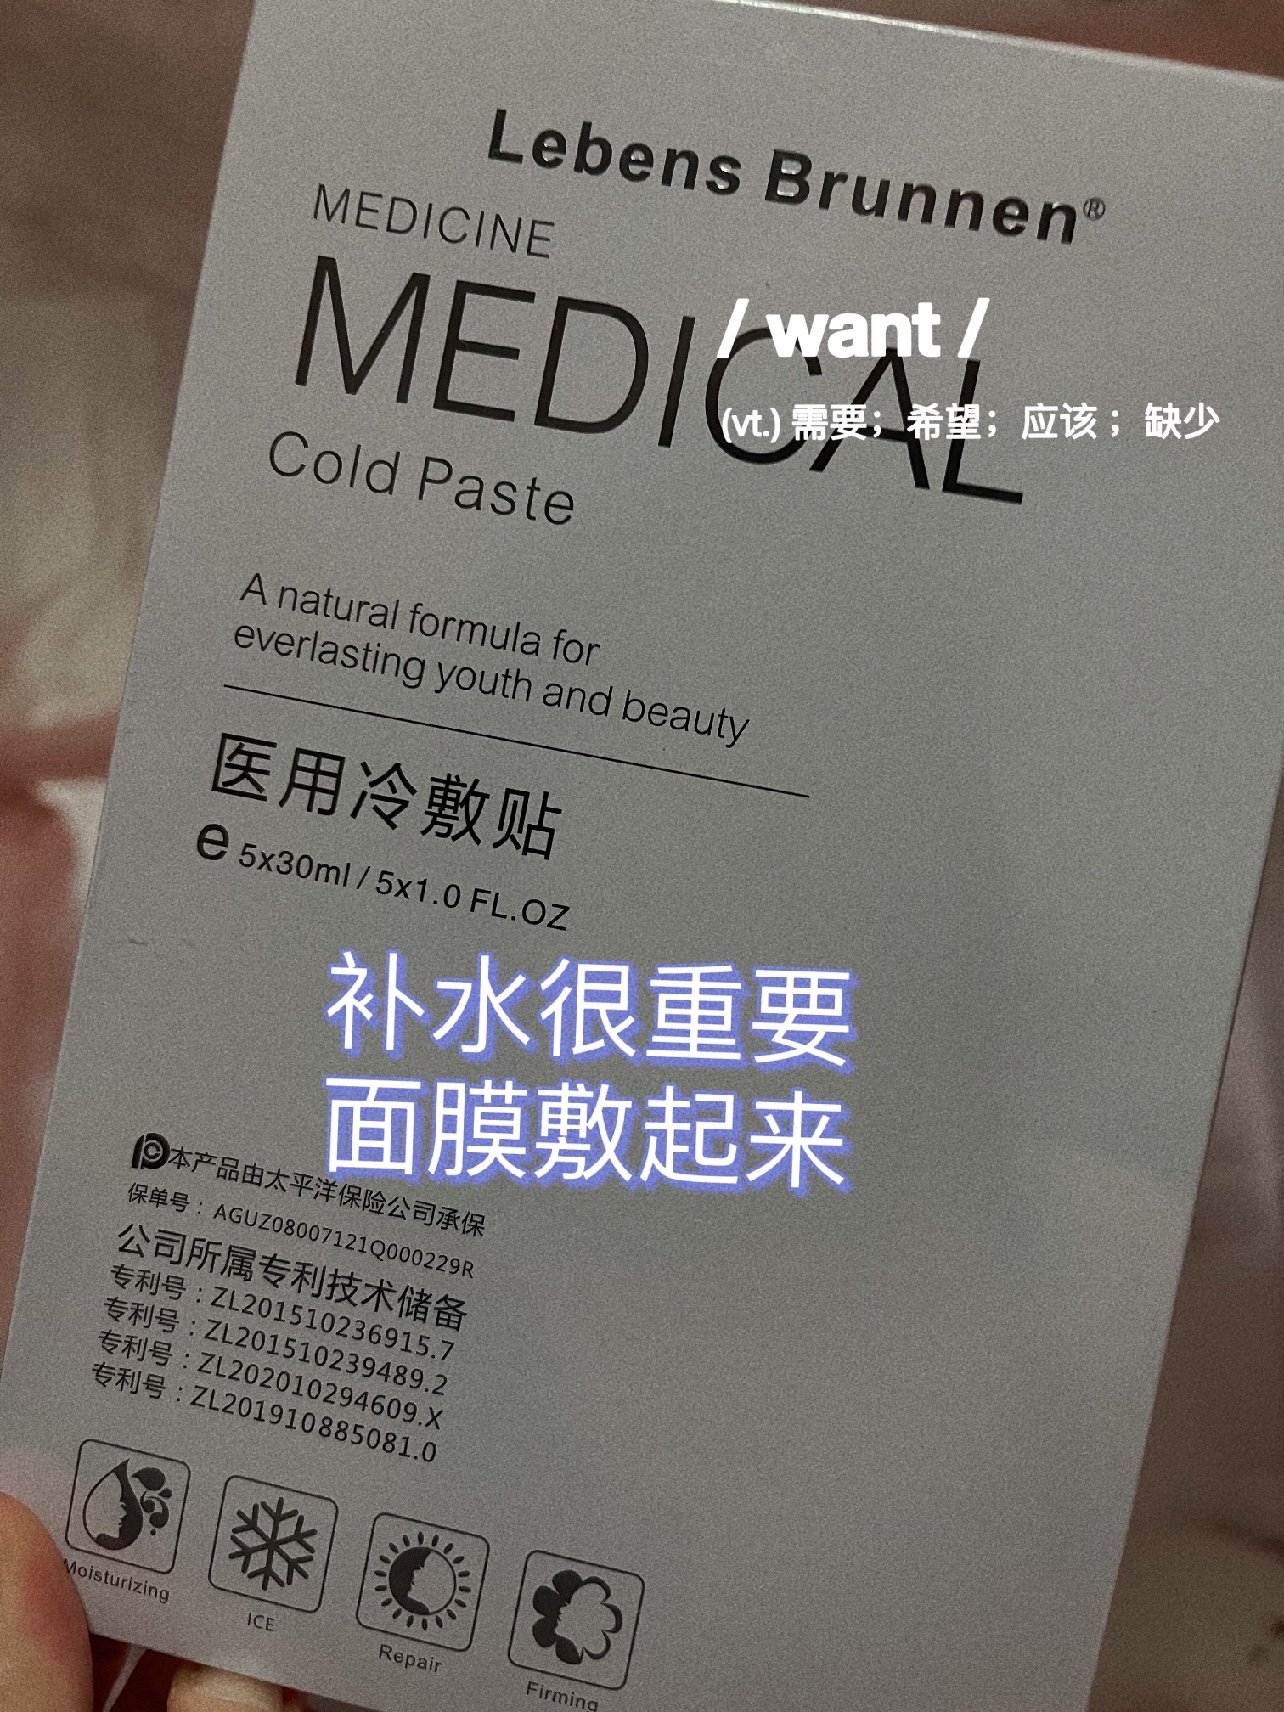 Lebens Brunnen®
MEDICINE
MEDICAL
/ want /
(vt.) 需要；希望；应该；缺少
Cold Paste
A natural formula for
everlasting youth and beauty
医用冷敷贴
e 5x30ml / 5x1.0 FL.OZ
补水很重要
面膜敷起来
本产品由太平洋保险公司承保
保单号：AGUZ08007121Q000229R
公司所属专利技术储备
专利号：ZL201510236915.7
专利号：ZL201510239489.2
专利号：ZL202010294609.X
专利号：ZL201910885081.0
Moisturizing
ICE
Repair
Firming